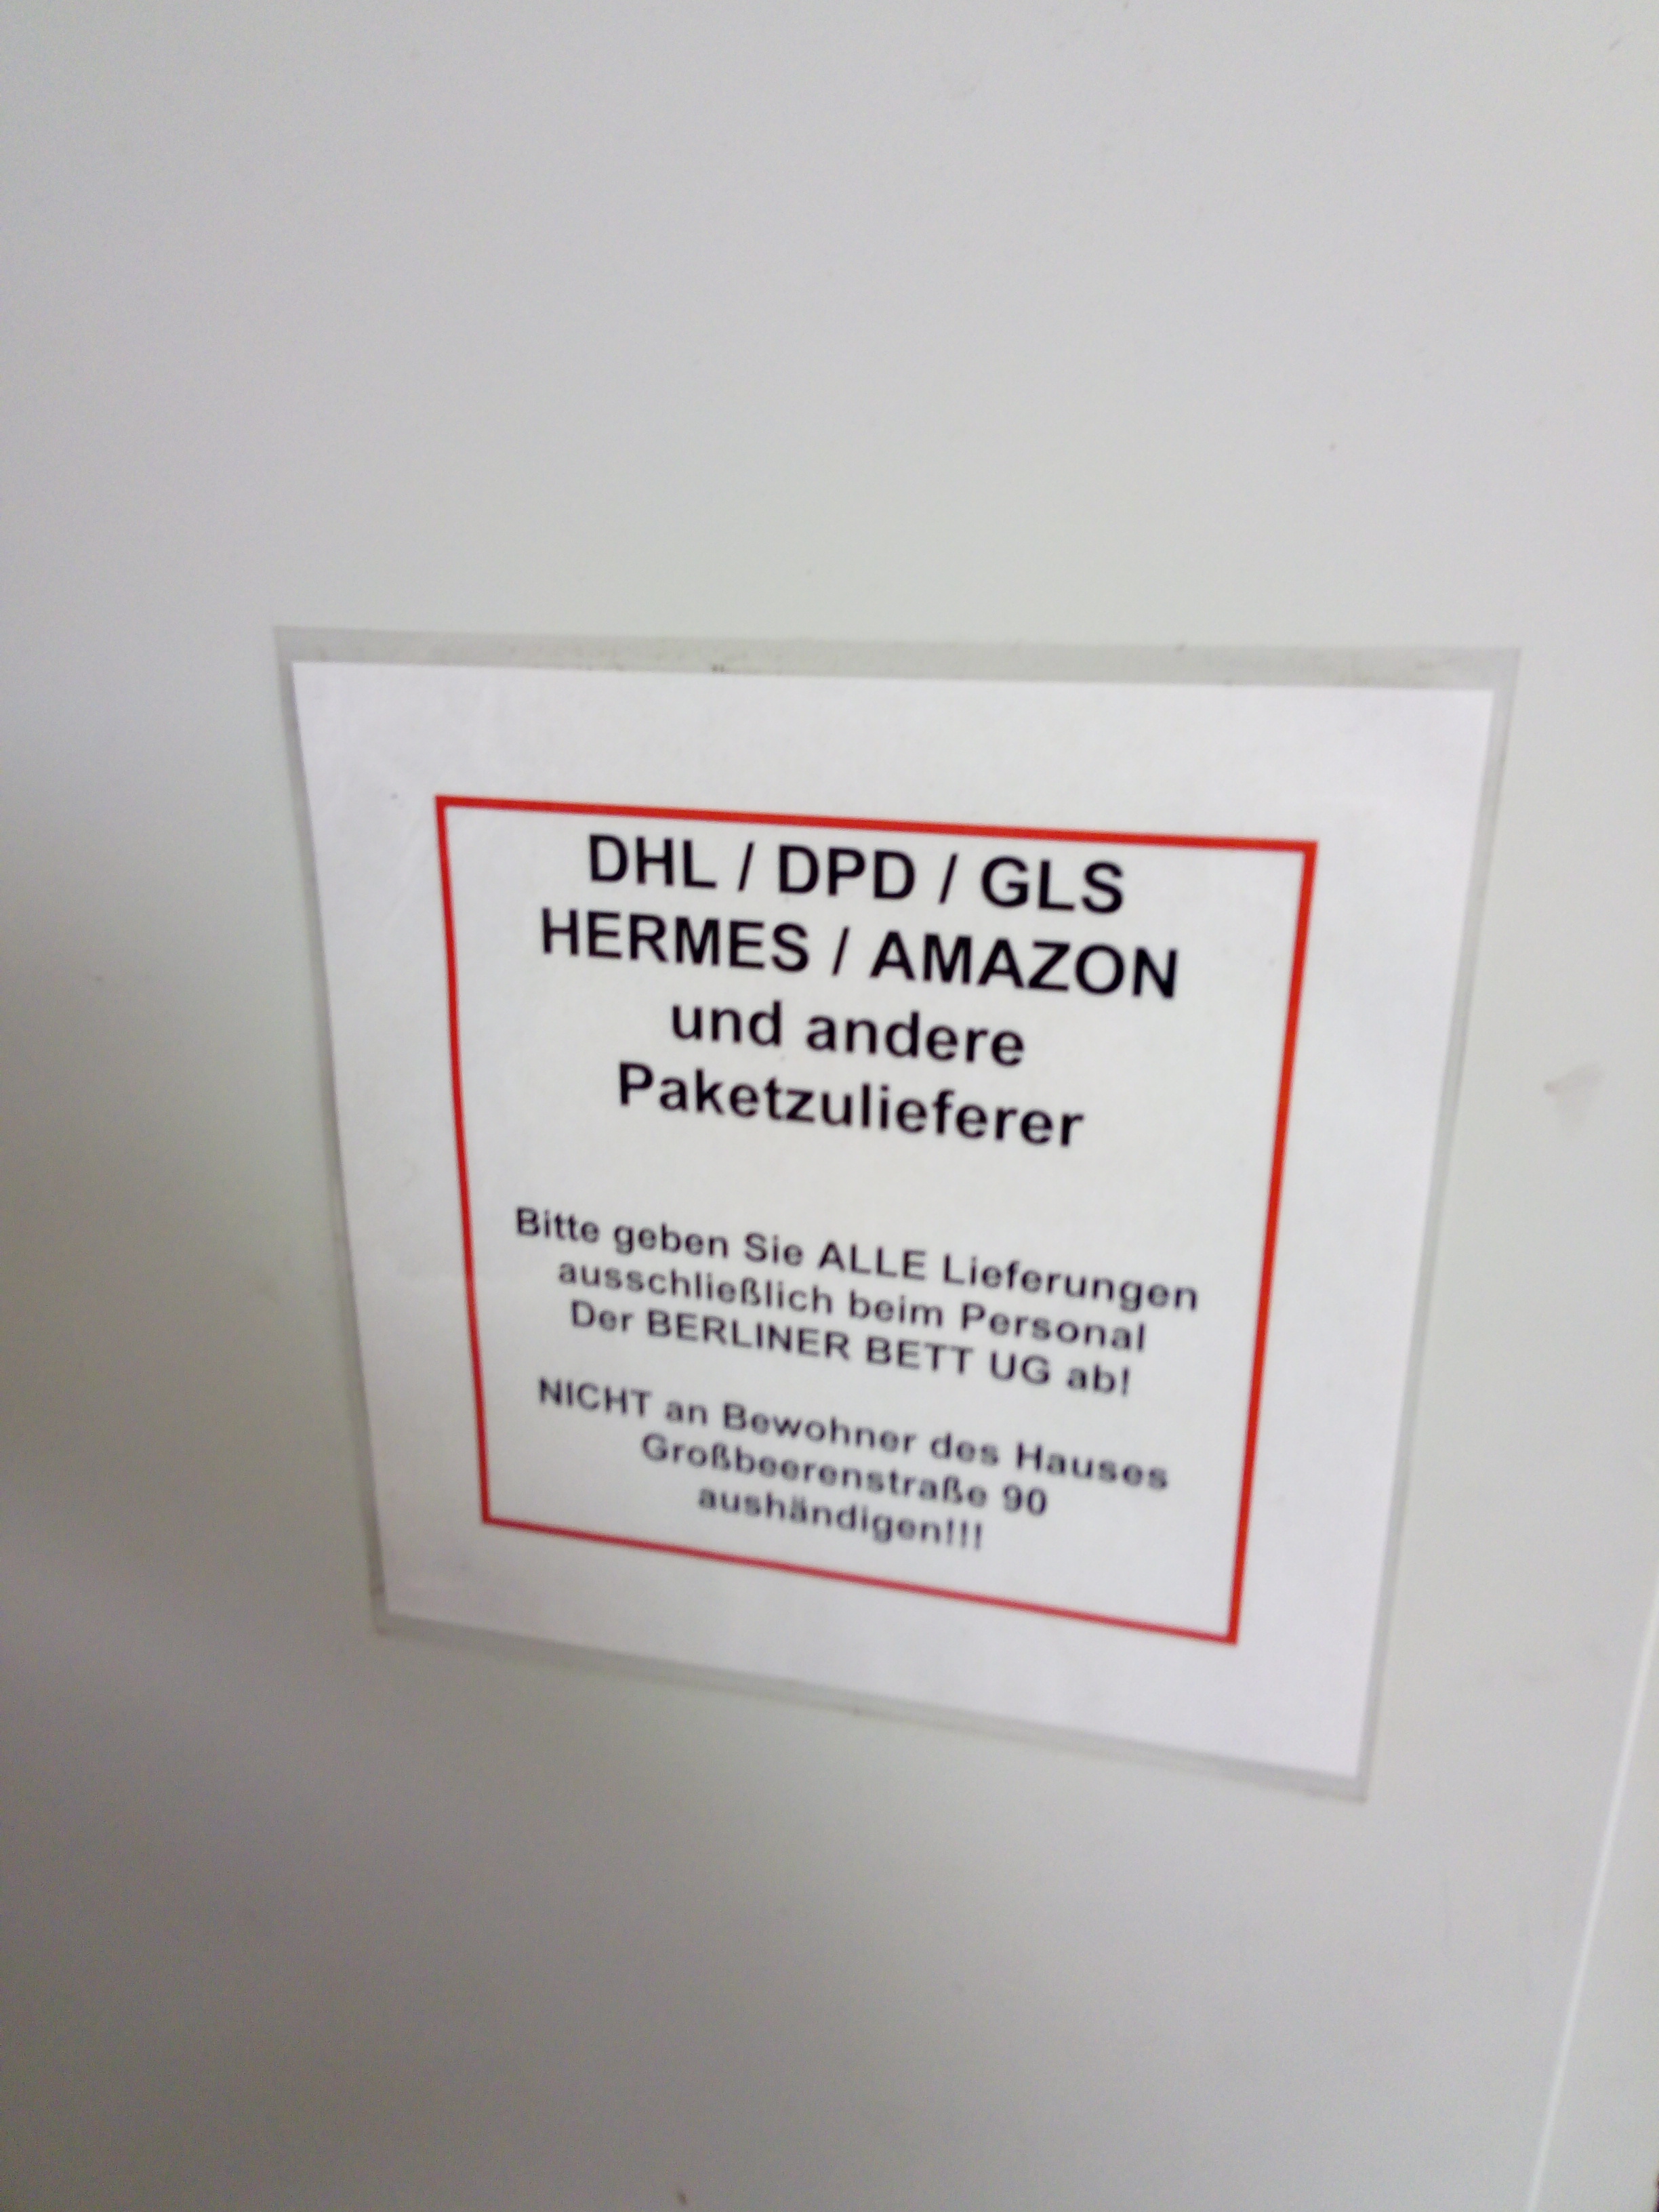 DHL / DPD / GLS
HERMES / AMAZON
und andere
Paketzulieferer
Bitte geben Sie ALLE Lieferungen
ausschließlich beim Personal
Der BERLINER BETT UG ab!
NICHT an Bewohner des Hauses
Großbeerenstraße 90
aushändigen!!!